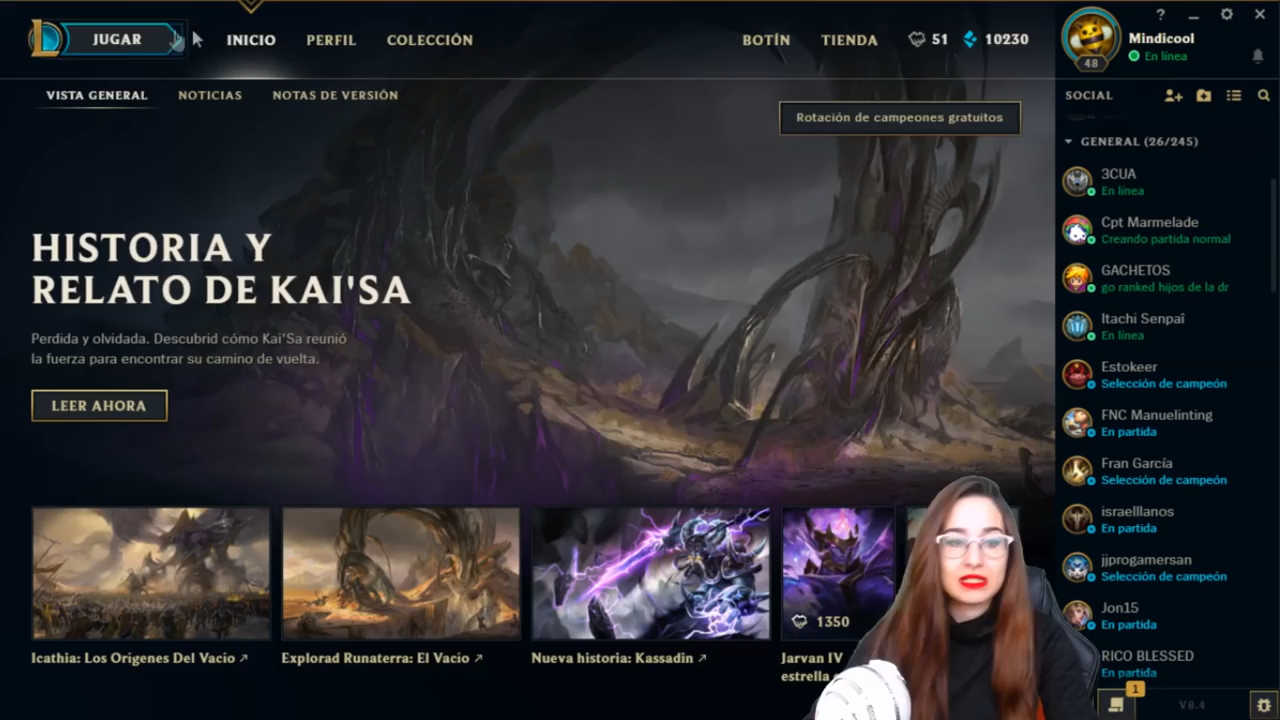 JUGAR
INICIO
PERFIL
COLECCIÓN
BOTÍN
TIENDA
51
10230
?
48
Mindicool
En línea
VISTA GENERAL
NOTICIAS
NOTAS DE VERSIÓN
Rotación de campeones gratuitos
SOCIAL
GENERAL (26/245)
3CUA
En línea
Cpt Marmelade
Creando partida normal
GACHETOS
go ranked hijos de la dr
Itachi Senpaî
En línea
Estokeer
Selección de campeón
FNC Manuelinting
En partida
Fran García
Selección de campeón
israelllanos
En partida
jjprogamersan
Selección de campeón
Jon15
En partida
RICO BLESSED
En partida
1
V8.4
HISTORIA Y
RELATO DE KAI'SA
Perdida y olvidada. Descubrid cómo Kai'Sa reunió
la fuerza para encontrar su camino de vuelta.
LEER AHORA
1350
Icathia: Los Orígenes Del Vacío
Explorad Runaterra: El Vacío
Nueva historia: Kassadin
Jarvan IV
estrella